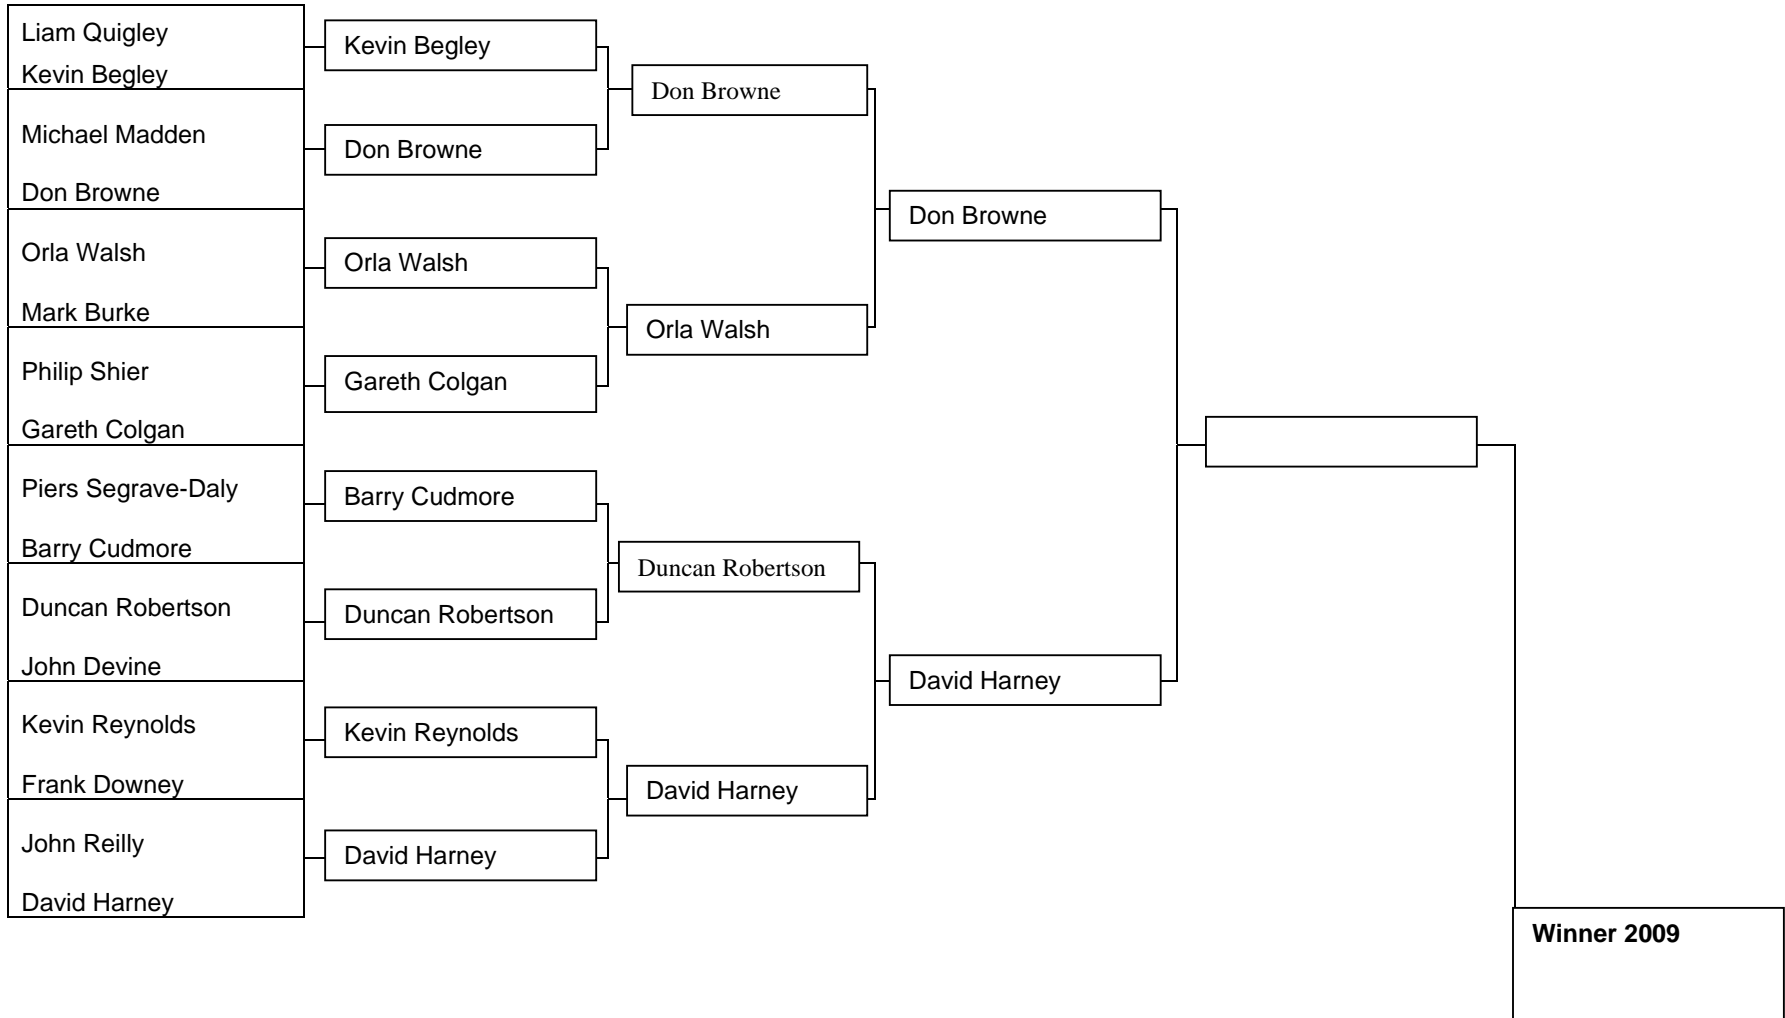 Liam Quigley
Kevin Begley
Michael Madden
Don Browne
Orla Walsh
Mark Burke
Philip Shier
Gareth Colgan
Piers Segrave-Daly
Barry Cudmore
Duncan Robertson
John Devine
Kevin Reynolds
Frank Downey
John Reilly
David Harney
Kevin Begley
Don Browne
Orla Walsh
Gareth Colgan
Barry Cudmore
Duncan Robertson
Kevin Reynolds
David Harney
Don Browne
Orla Walsh
Duncan Robertson
David Harney
Don Browne
David Harney
Winner 2009